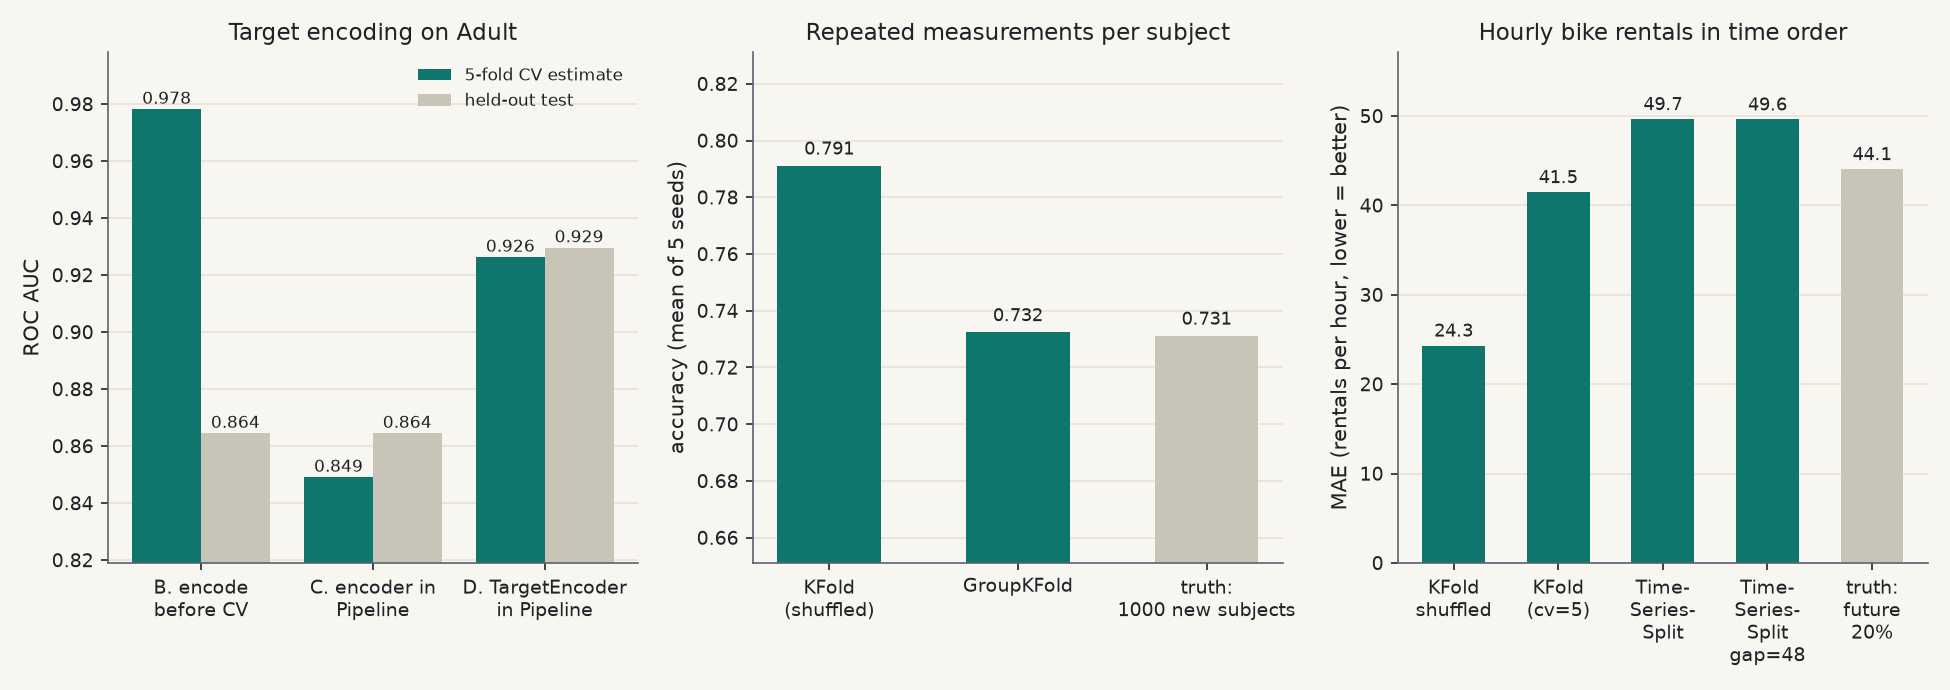 Target encoding on Adult
5-fold CV estimate
held-out test
ROC AUC
0.98
0.96
0.94
0.92
0.90
0.88
0.86
0.84
0.82
0.978
0.864
0.849
0.864
0.926
0.929
B. encode
before CV
C. encoder in
Pipeline
D. TargetEncoder
in Pipeline
Repeated measurements per subject
accuracy (mean of 5 seeds)
0.82
0.80
0.78
0.76
0.74
0.72
0.70
0.68
0.66
0.791
0.732
0.731
KFold
(shuffled)
GroupKFold
truth:
1000 new subjects
Hourly bike rentals in time order
MAE (rentals per hour, lower = better)
50
40
30
20
10
0
24.3
41.5
49.7
49.6
44.1
KFold
shuffled
KFold
(cv=5)
Time-
Series-
Split
Time-
Series-
Split
gap=48
truth:
future
20%